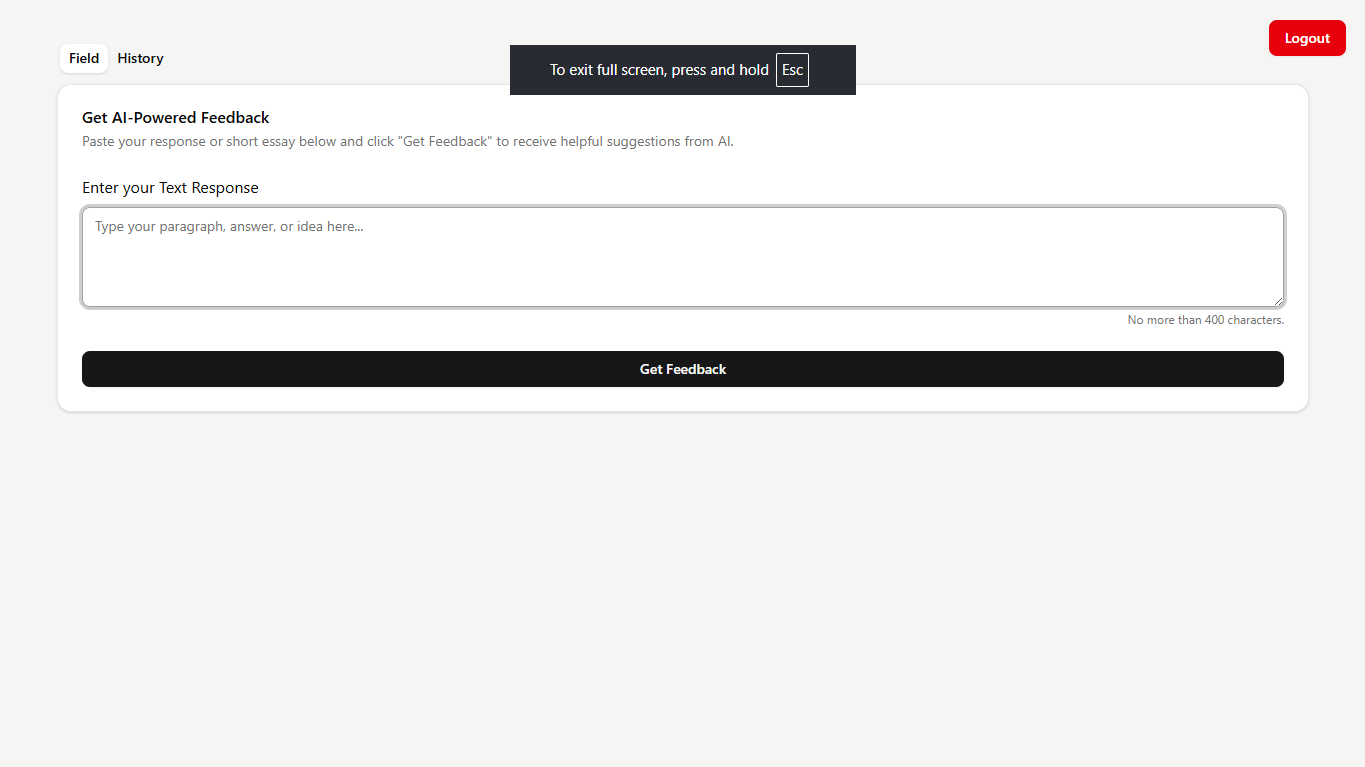 Logout
Field
History
To exit full screen, press and hold Esc
Get AI-Powered Feedback
Paste your response or short essay below and click "Get Feedback" to receive helpful suggestions from AI.
Enter your Text Response
Type your paragraph, answer, or idea here...
No more than 400 characters.
Get Feedback